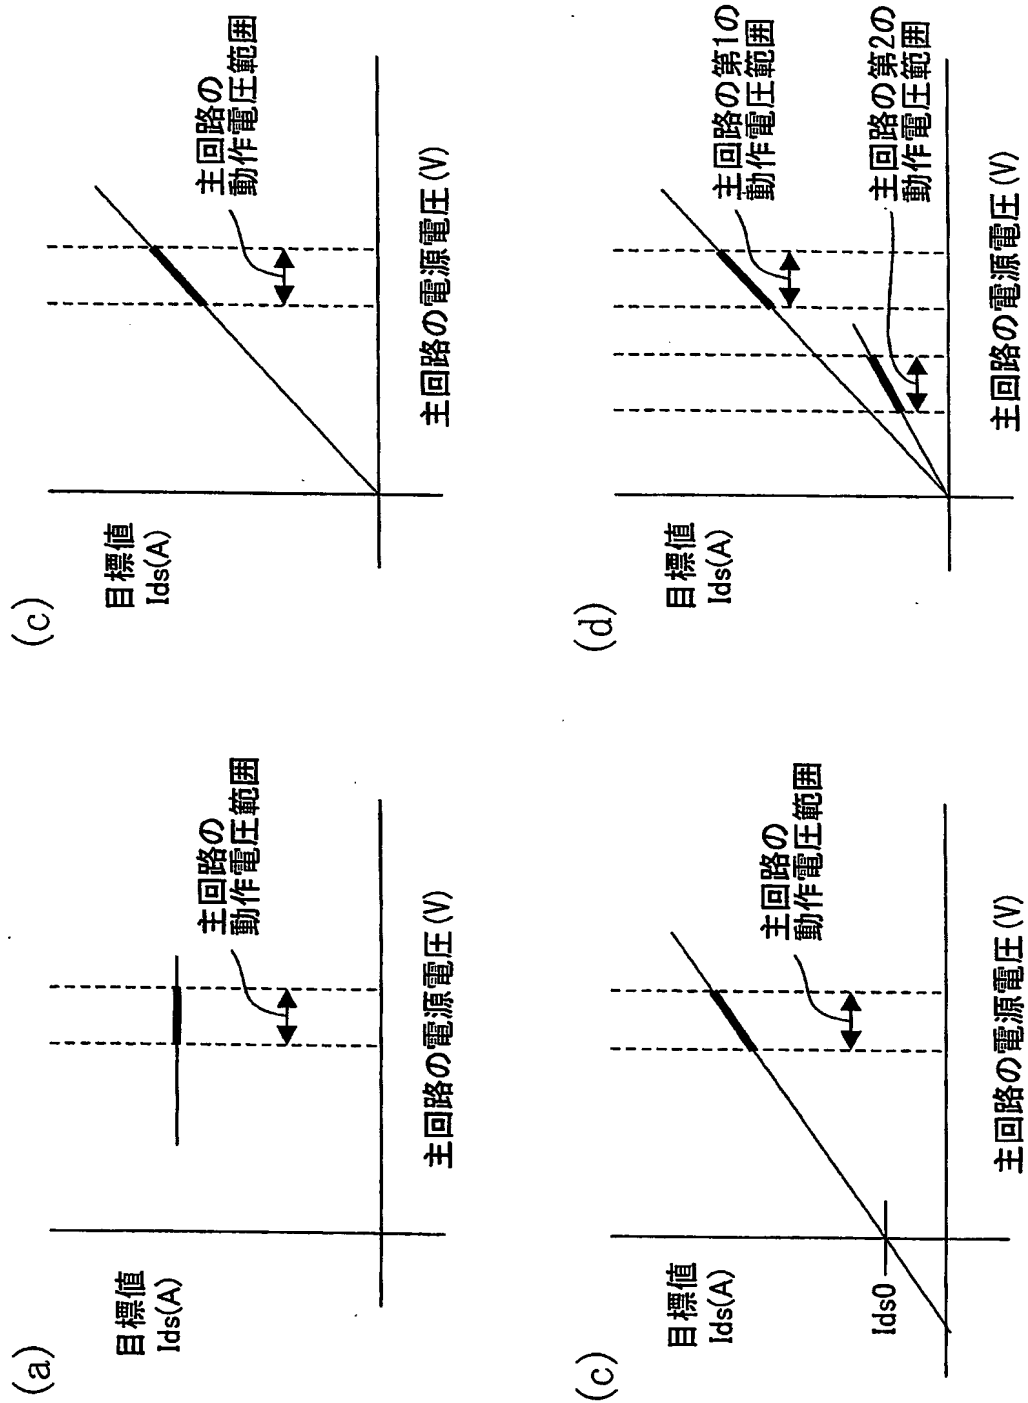 (a)
目標値
Ids(A)
主回路の
動作電圧範囲
主回路の電源電圧(V)
(c)
目標値
Ids(A)
主回路の
動作電圧範囲
主回路の電源電圧(V)
(c)
目標値
Ids(A)
Ids0
主回路の
動作電圧範囲
主回路の電源電圧(V)
(d)
目標値
Ids(A)
主回路の第1の
動作電圧範囲
主回路の第2の
動作電圧範囲
主回路の電源電圧(V)